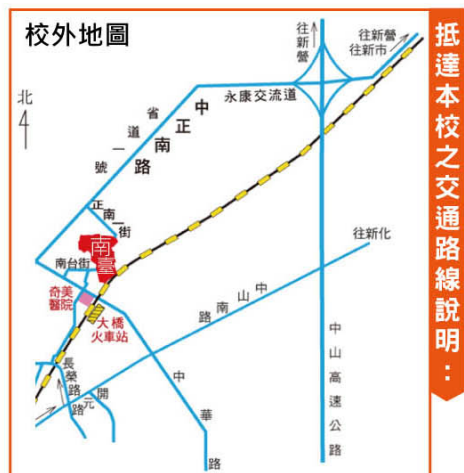 校外地圖
抵達本校之交通路線說明：
北
往新營
往新營
往新市
永康交流道
省道一號
中正南路
正南一街
南臺
南台街
奇美
醫院
大橋
火車站
往新化
中山南路
中山高速公路
長榮路
開元路
中華路